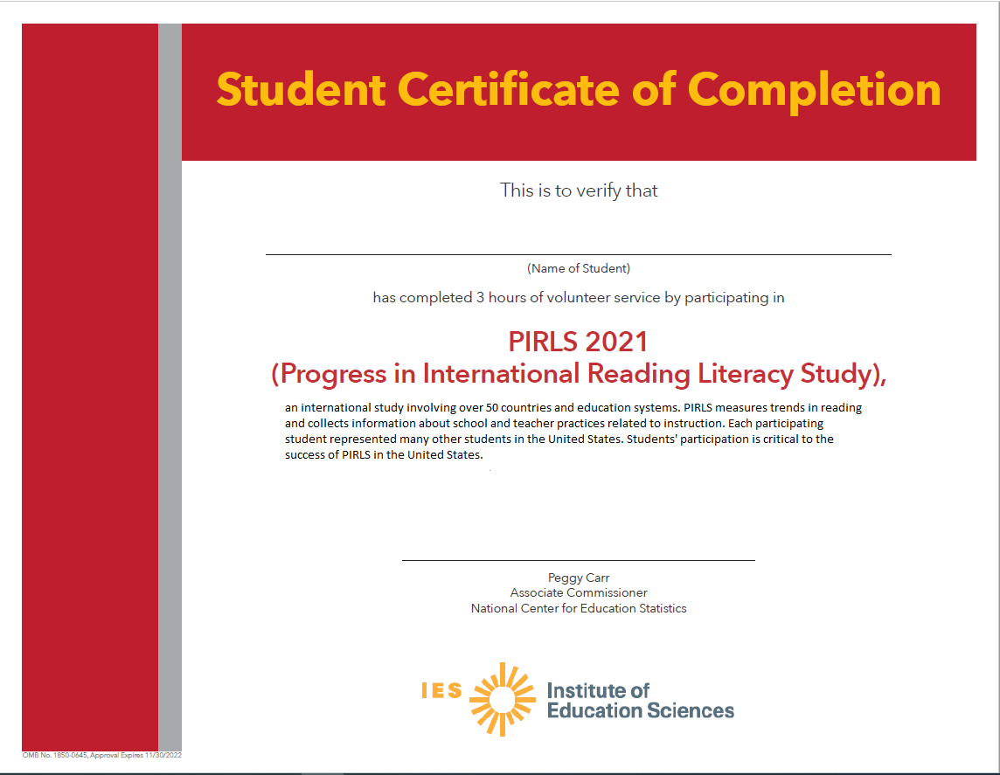 Student Certificate of Completion
This is to verify that
(Name of Student)
has completed 3 hours of volunteer service by participating in
PIRLS 2021
(Progress in International Reading Literacy Study),
an international study involving over 50 countries and education systems. PIRLS measures trends in reading
and collects information about school and teacher practices related to instruction. Each participating
student represented many other students in the United States. Students' participation is critical to the
success of PIRLS in the United States.
Peggy Carr
Associate Commissioner
National Center for Education Statistics
IES
Institute of
Education Sciences
OMB No. 1850-0645, Approval Expires 11/30/2022